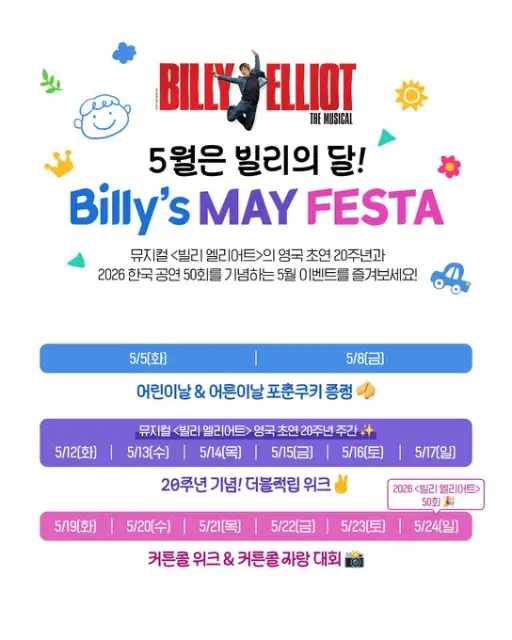 BILLY ELLIOT
THE MUSICAL
5월은 빌리의 달!
Billy's MAY FESTA
뮤지컬 <빌리 엘리어트>의 영국 초연 20주년과
2026 한국 공연 50회를 기념하는 5월 이벤트를 즐겨보세요!
5/5(화) 5/8(금)
어린이날 & 어른이날 포춘쿠키 증정
뮤지컬 <빌리 엘리어트> 영국 초연 20주년 주간
5/12(화) 5/13(수) 5/14(목) 5/15(금) 5/16(토) 5/17(일)
20주년 기념! 더블적립 위크
2026 <빌리 엘리어트>
50회
5/19(화) 5/20(수) 5/21(목) 5/22(금) 5/23(토) 5/24(일)
커튼콜 위크 & 커튼콜 자랑 대회